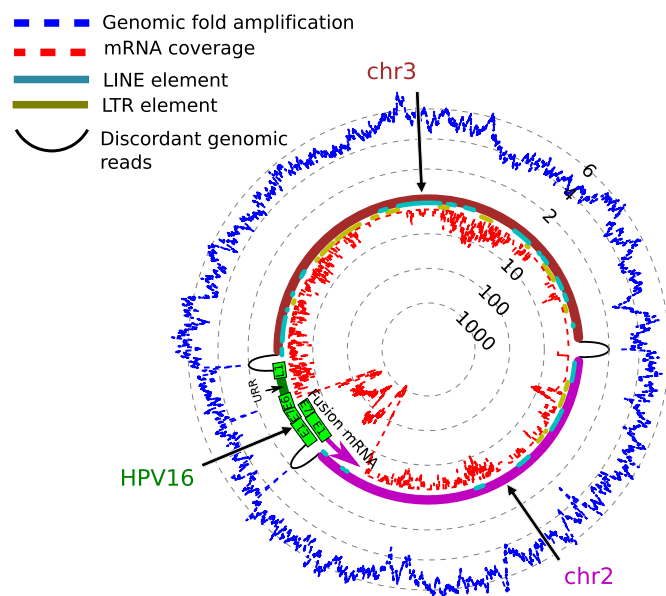 Genomic fold amplification
mRNA coverage
LINE element
LTR element
Discordant genomic
reads
chr3
6
4
2
10
100
1000
URR
E6
Fusion mRNA
HPV16
chr2